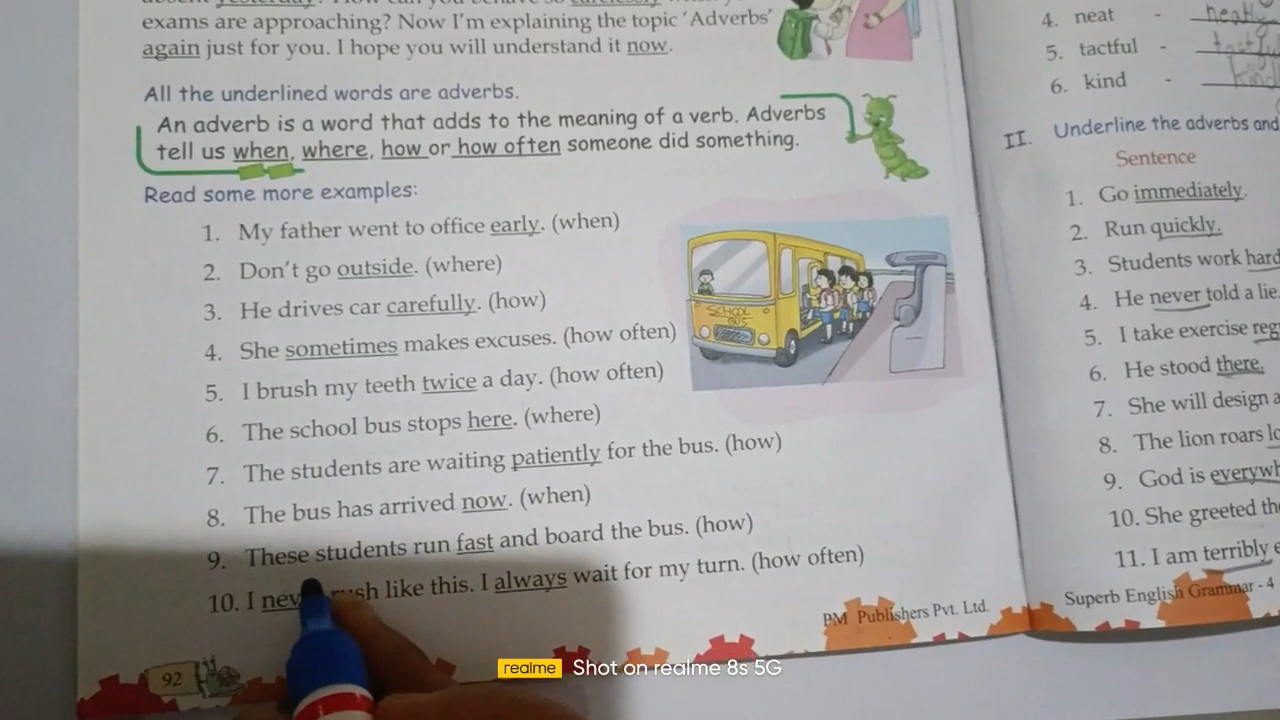 exams are approaching? Now I'm explaining the topic 'Adverbs'
again just for you. I hope you will understand it now.
All the underlined words are adverbs.
An adverb is a word that adds to the meaning of a verb. Adverbs
tell us when, where, how or how often someone did something.
Read some more examples:
1. My father went to office early. (when)
2. Don't go outside. (where)
3. He drives car carefully. (how)
4. She sometimes makes excuses. (how often)
5. I brush my teeth twice a day. (how often)
6. The school bus stops here. (where)
7. The students are waiting patiently for the bus. (how)
8. The bus has arrived now. (when)
9. These students run fast and board the bus. (how)
10. I like this. I always wait for my turn. (how often)
SCHOOL
BUS
PM Publishers Pvt. Ltd.
92
4. neat - neatly
5. tactful -
6. kind - kind
II. Underline the adverbs and
Sentence
1. Go immediately.
2. Run quickly.
3. Students work hard
4. He never told a lie.
5. I take exercise
6. He stood there.
7. She will design a
8. The lion roars
9. God is
10. She greeted
11. I am terribly
Superb English Grammar - 4
realme Shot on realme 8s 5G